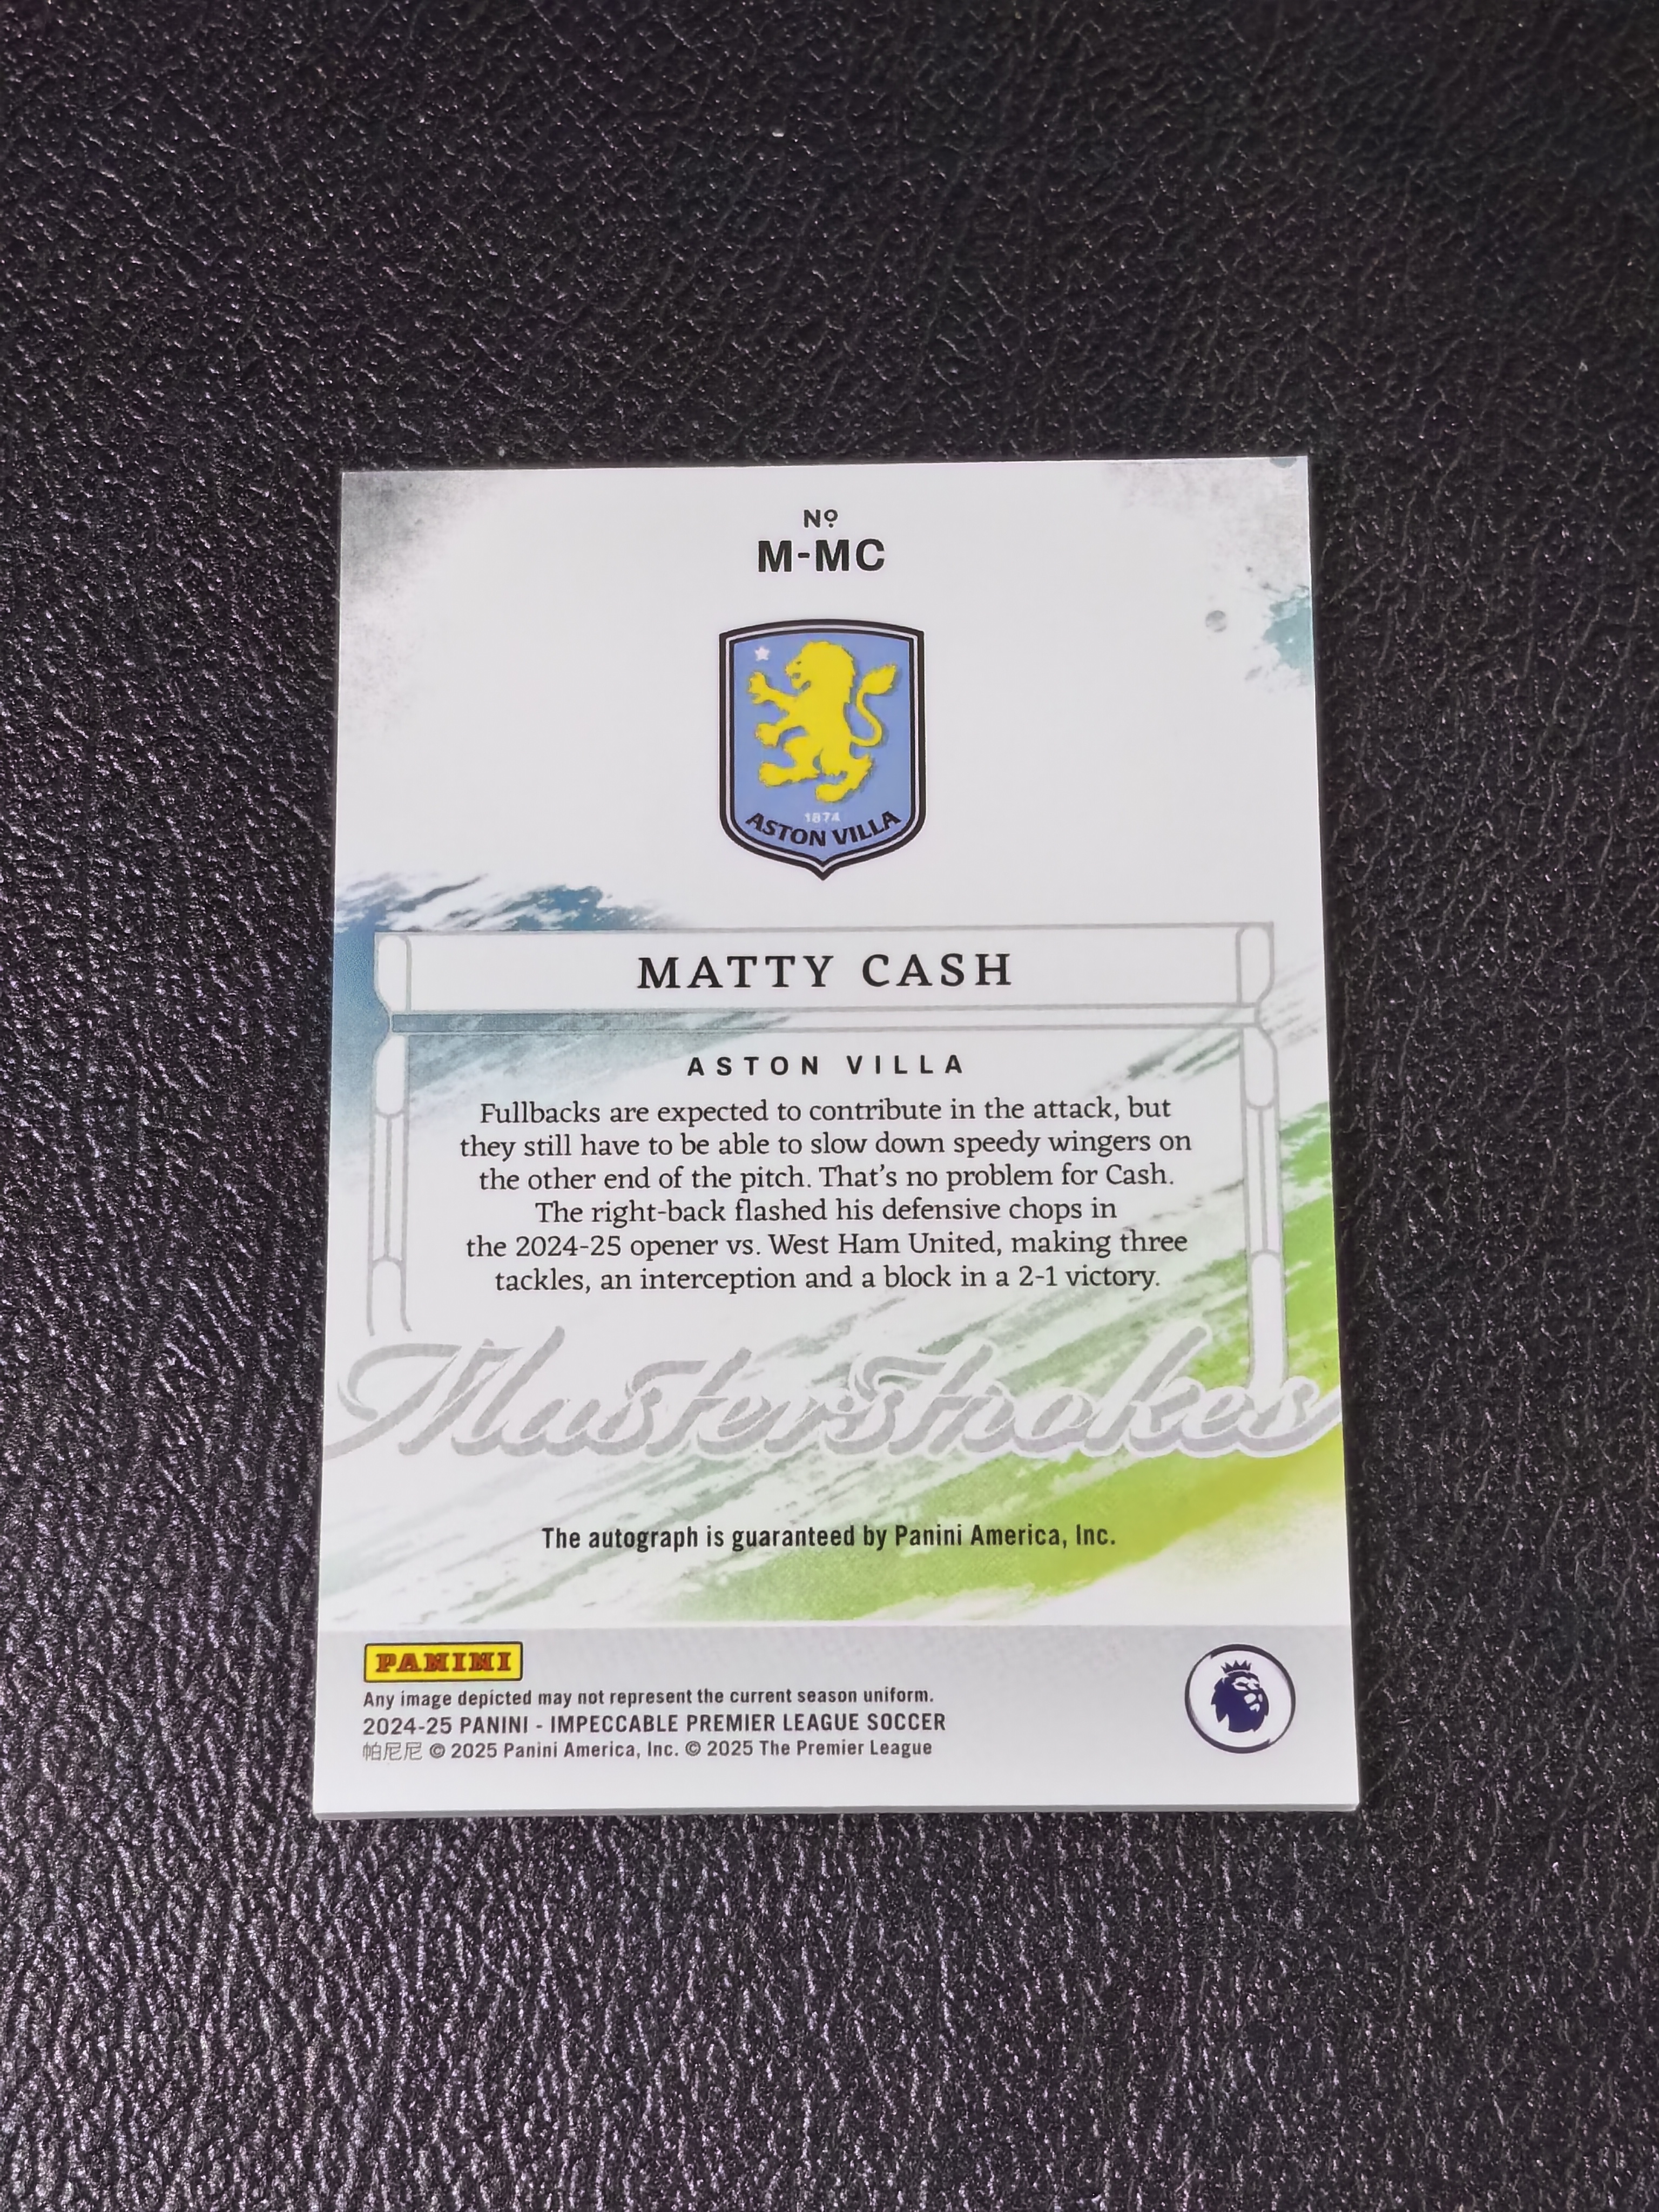 Nº
M-MC
1874
ASTON VILLA
MATTY CASH
ASTON VILLA
Fullbacks are expected to contribute in the attack, but
they still have to be able to slow down speedy wingers on
the other end of the pitch. That's no problem for Cash.
The right-back flashed his defensive chops in
the 2024-25 opener vs. West Ham United, making three
tackles, an interception and a block in a 2-1 victory.
Masterstrokes
The autograph is guaranteed by Panini America, Inc.
PANINI
Any image depicted may not represent the current season uniform.
2024-25 PANINI - IMPECCABLE PREMIER LEAGUE SOCCER
帕尼尼 © 2025 Panini America, Inc. © 2025 The Premier League